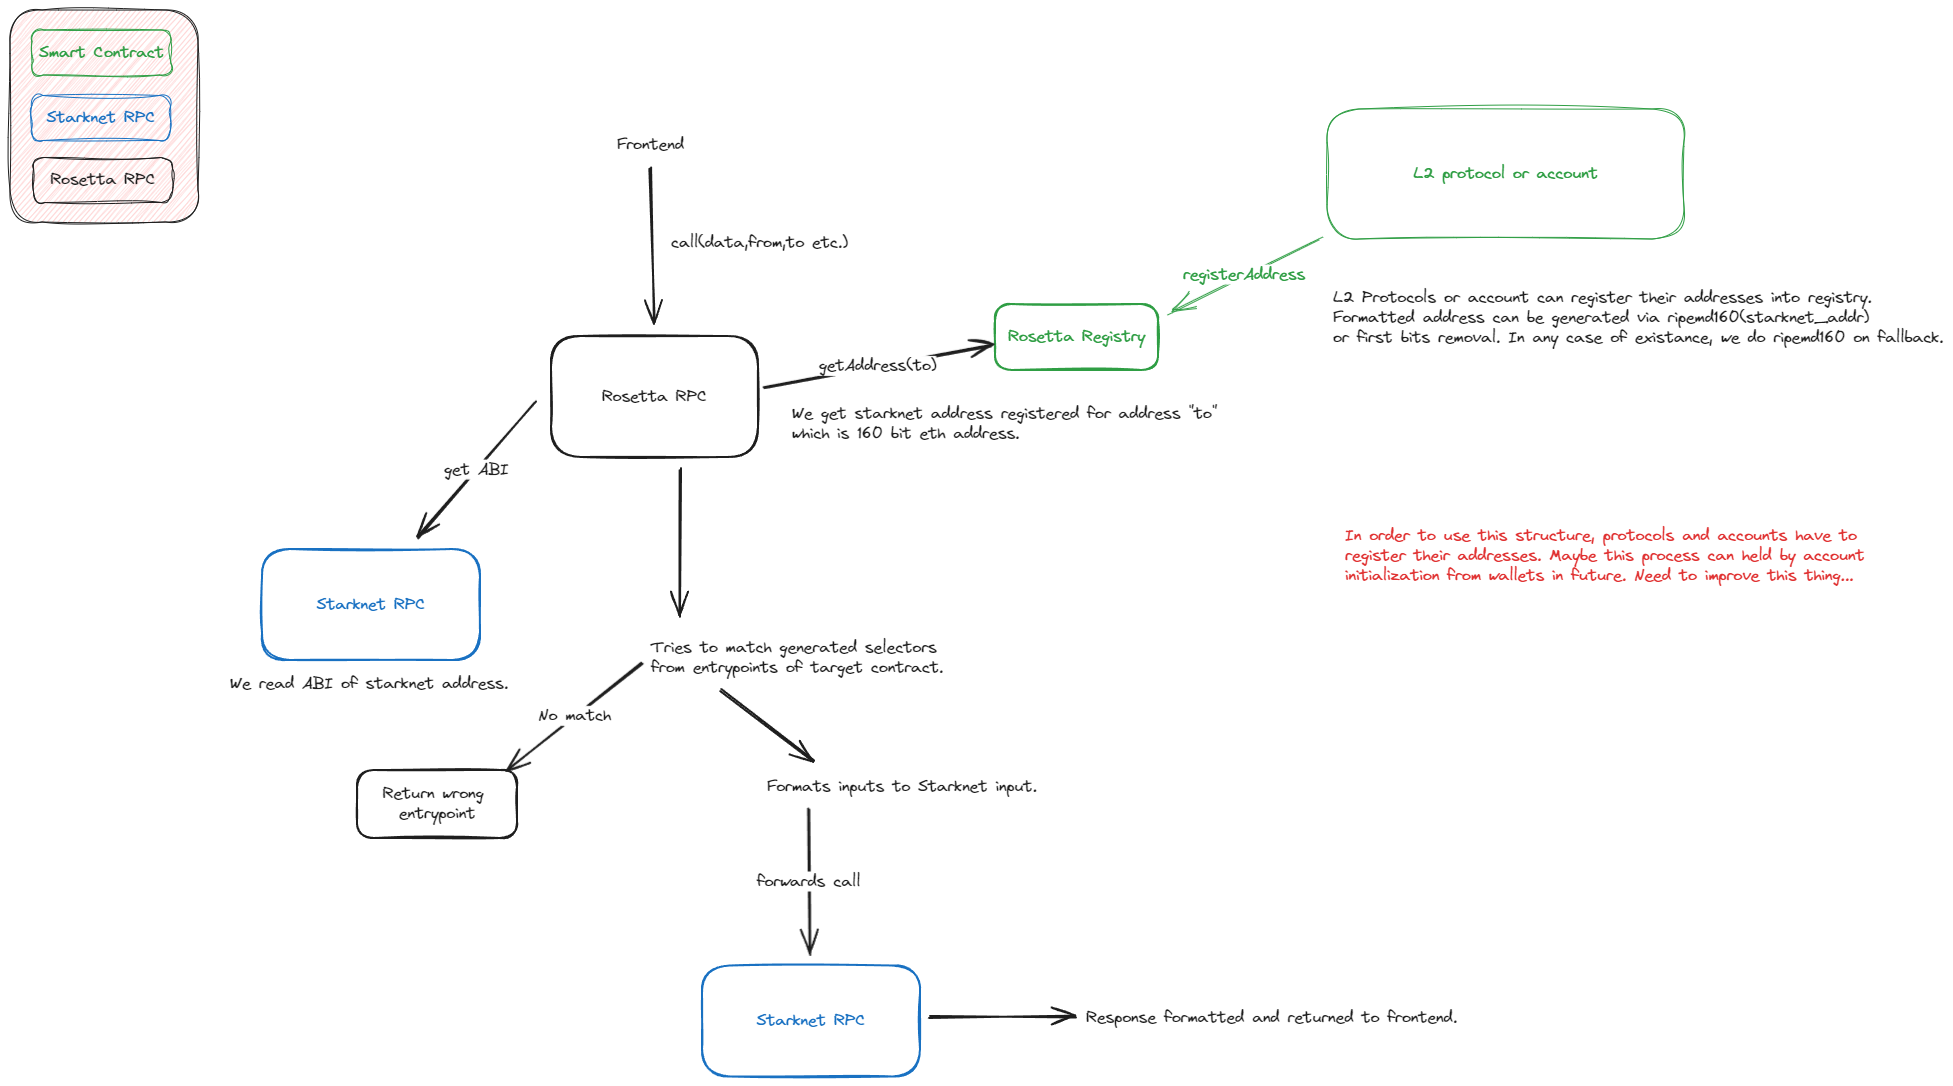 Smart Contract
Starknet RPC
Rosetta RPC
Frontend
call(data,from,to etc.)
L2 protocol or account
registerAddress
L2 Protocols or account can register their addresses into registry.
Formatted address can be generated via ripemd160(starknet_addr)
or first bits removal. In any case of existance, we do ripemd160 on fallback.
Rosetta Registry
getAddress(to)
Rosetta RPC
We get starknet address registered for address "to"
which is 160 bit eth address.
get ABI
In order to use this structure, protocols and accounts have to
register their addresses. Maybe this process can held by account
initialization from wallets in future. Need to improve this thing...
Starknet RPC
We read ABI of starknet address.
Tries to match generated selectors
from entrypoints of target contract.
No match
Return wrong
entrypoint
Formats inputs to Starknet input.
forwards call
Starknet RPC
Response formatted and returned to frontend.